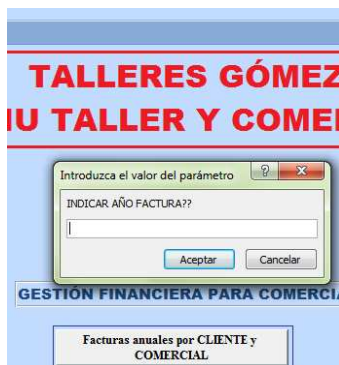 TALLERES GÓMEZ
U TALLER Y COME
Introduzca el valor del parámetro
INDICAR AÑO FACTURA??
Aceptar
Cancelar
GESTIÓN FINANCIERA PARA COMERCIA
Facturas anuales por CLIENTE y
COMERCIAL